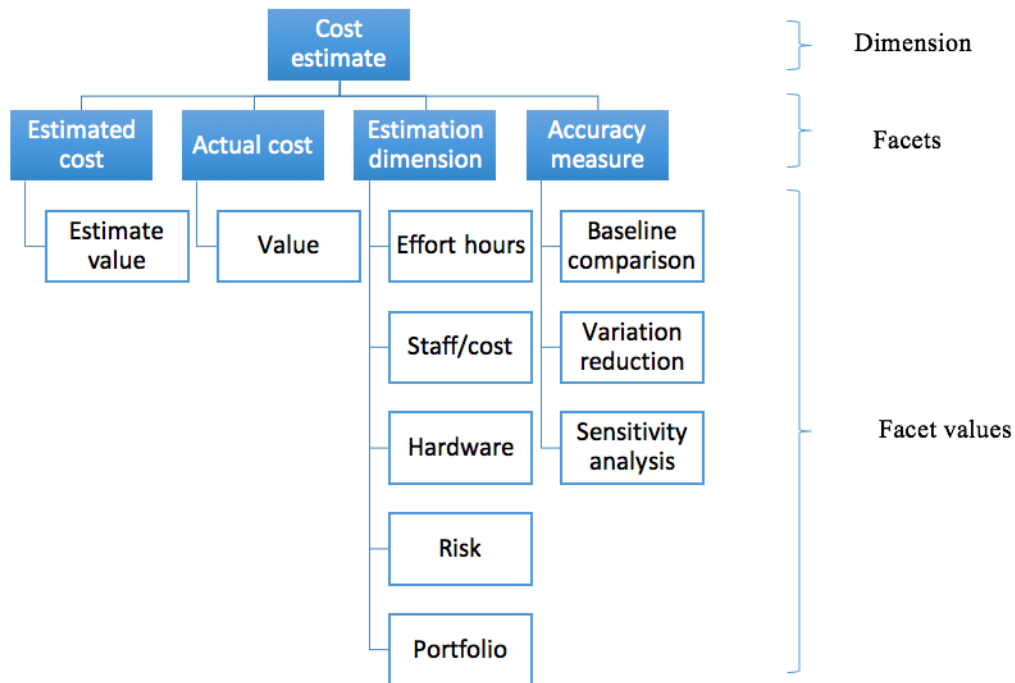 Cost
estimate
Dimension
Estimated
cost
Actual cost
Estimation
dimension
Accuracy
measure
Facets
Estimate
value
Value
Effort hours
Baseline
comparison
Staff/cost
Variation
reduction
Hardware
Sensitivity
analysis
Facet values
Risk
Portfolio